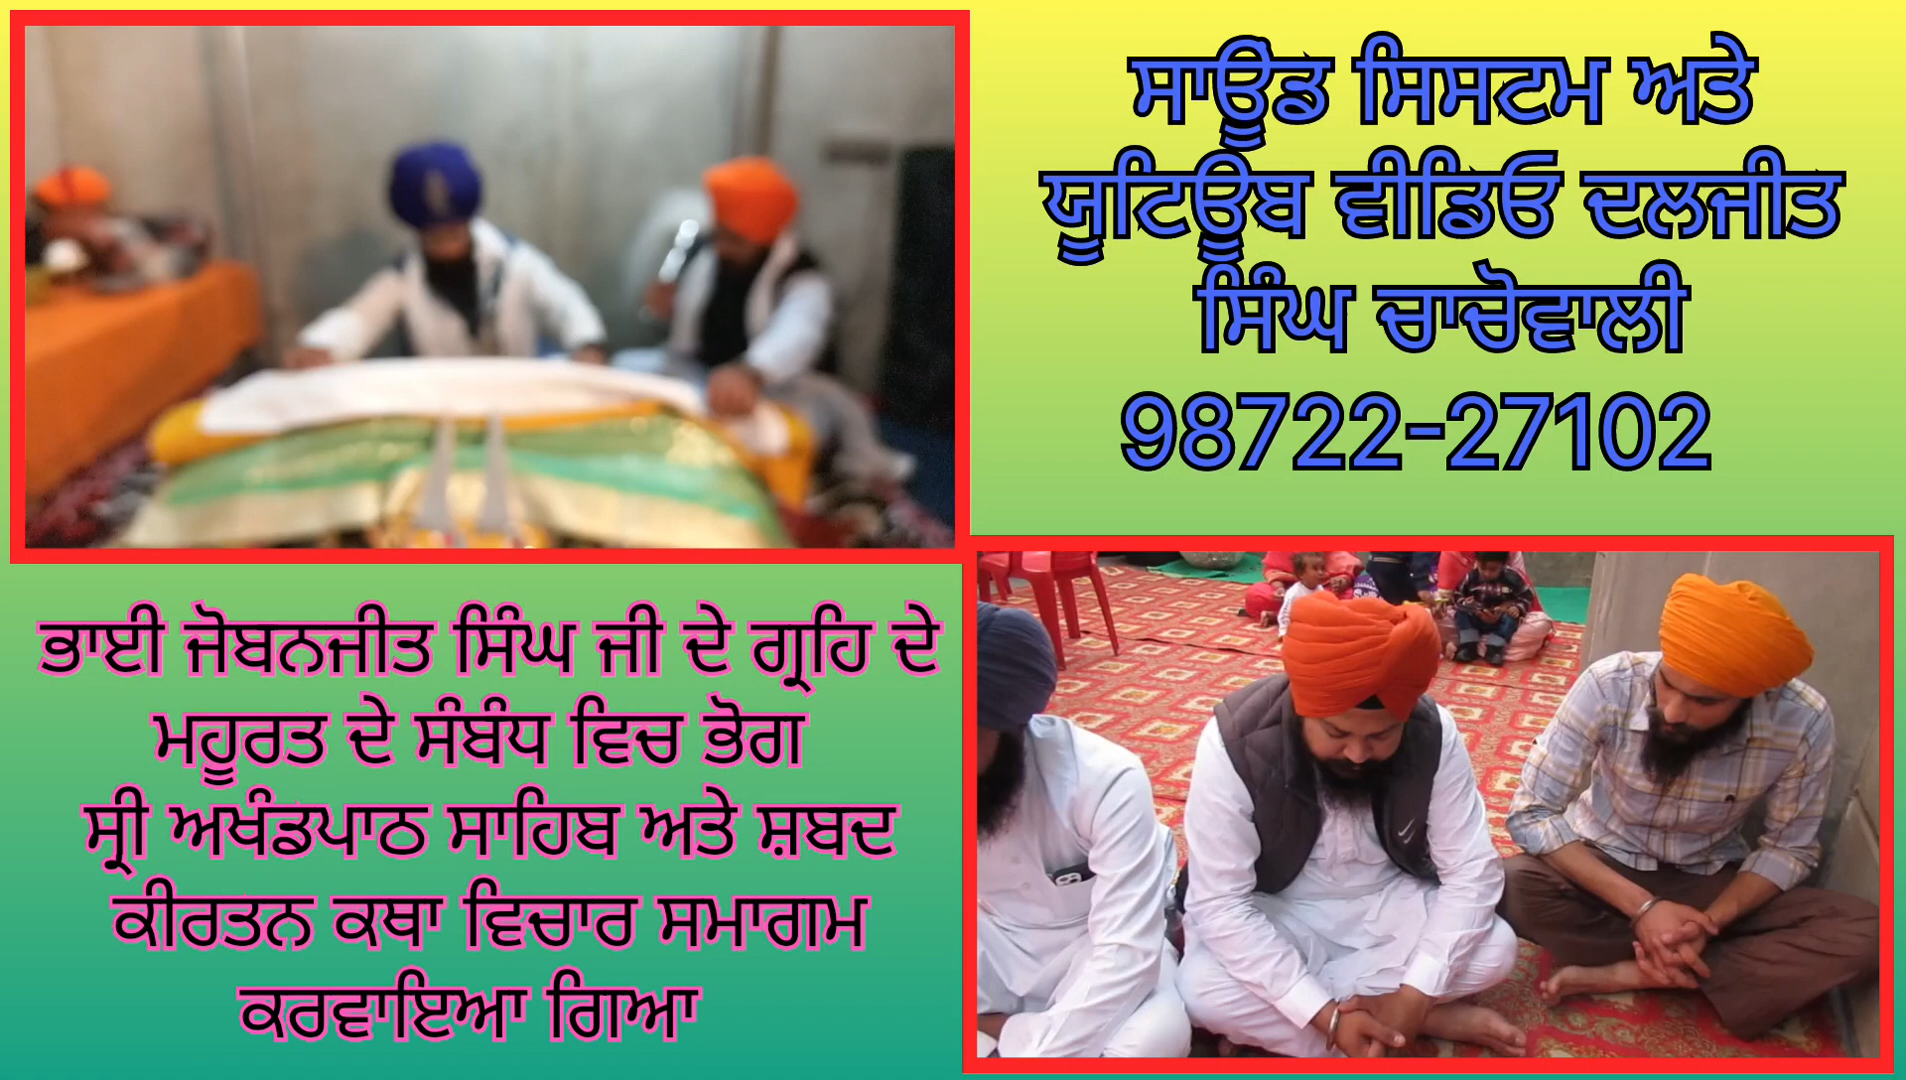 ਸਾਊਂਡ ਸਿਸਟਮ ਅਤੇ
ਯੂਟਿਊਬ ਵੀਡਿਓ ਦਲਜੀਤ
ਸਿੰਘ ਚਾਚੋਵਾਲੀ
98722-27102
ਭਾਈ ਜੋਬਨਜੀਤ ਸਿੰਘ ਜੀ ਦੇ ਗ੍ਰਹਿ ਦੇ
ਮਹੂਰਤ ਦੇ ਸੰਬੰਧ ਵਿਚ ਭੋਗ
ਸ੍ਰੀ ਅਖੰਡਪਾਠ ਸਾਹਿਬ ਅਤੇ ਸ਼ਬਦ
ਕੀਰਤਨ ਕਥਾ ਵਿਚਾਰ ਸਮਾਗਮ
ਕਰਵਾਇਆ ਗਿਆ